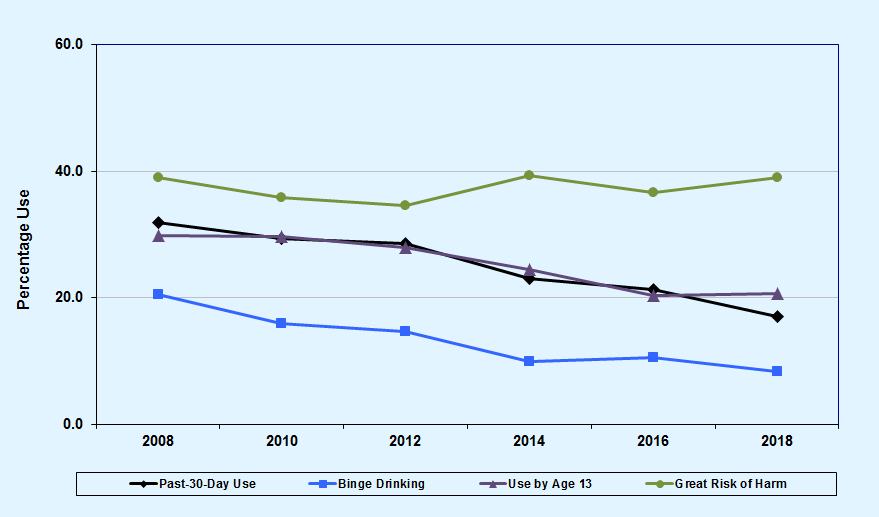 60.0
40.0
20.0
0.0
Percentage Use
2008 2010 2012 2014 2016 2018
Past-30-Day Use Binge Drinking Use by Age 13 Great Risk of Harm